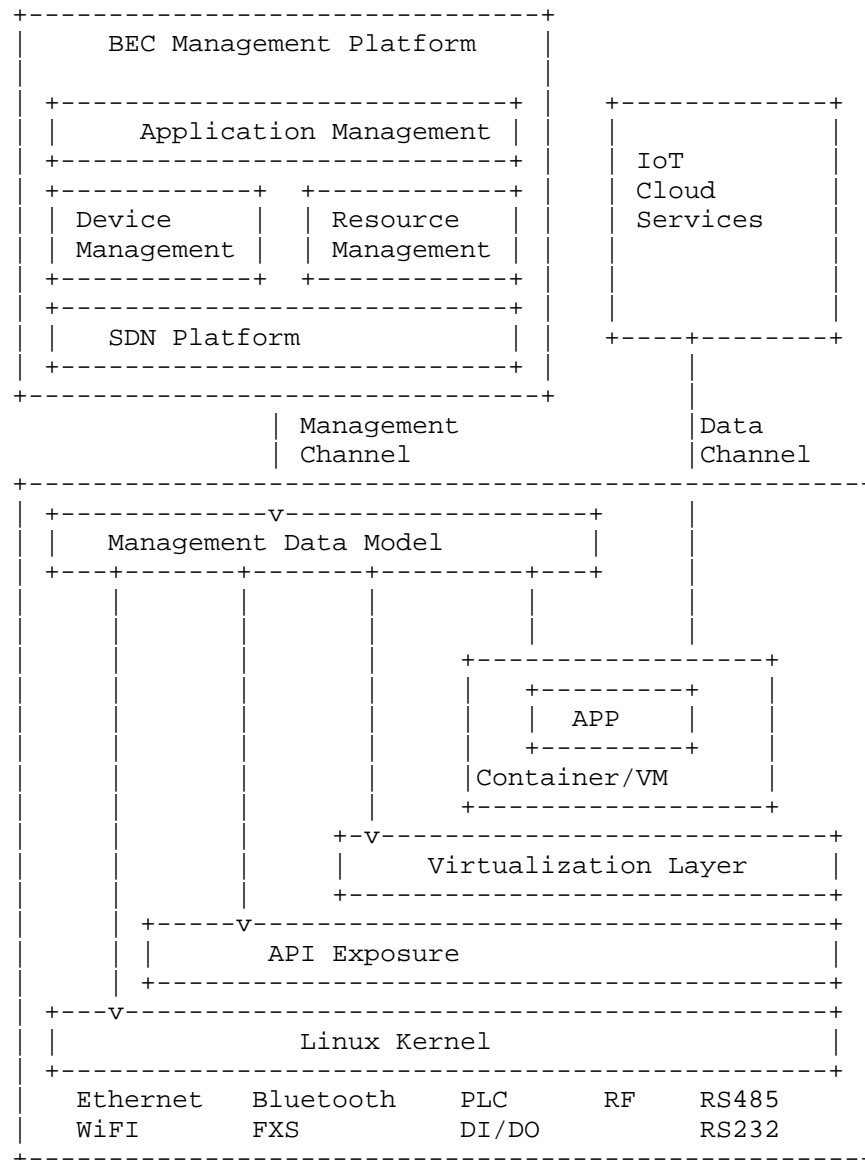 BEC Management Platform
Application Management
IoT
Cloud
Services
Device Management
Resource Management
SDN Platform
Management Channel
Data Channel
v
Management Data Model
APP
Container/VM
v
Virtualization Layer
v
API Exposure
v
Linux Kernel
Ethernet Bluetooth PLC RF RS485
WiFI FXS DI/DO RS232